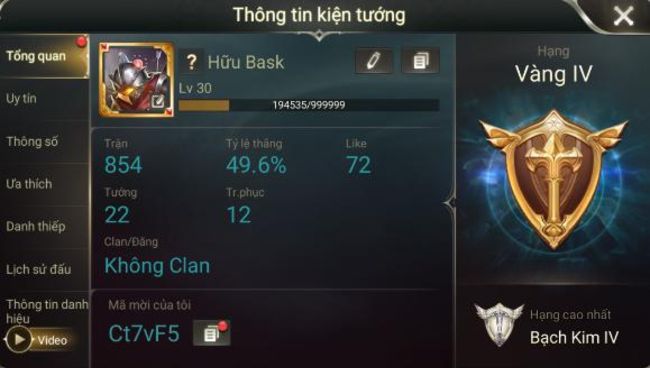 Thông tin kiện tướng
Tổng quan
Uy tín
Thông số
Ưa thích
Danh thiếp
Lịch sử đấu
Thông tin danh
hiệu
Video
? Hữu Bask
Lv 30
194535/999999
Trận
Tỷ lệ thắng
Like
854
49.6%
72
Tướng
Tr.phục
22
12
Clan/Đăng
Không Clan
Mã mời của tôi
Ct7vF5
Hạng
Vàng IV
Hạng cao nhất
Bạch Kim IV